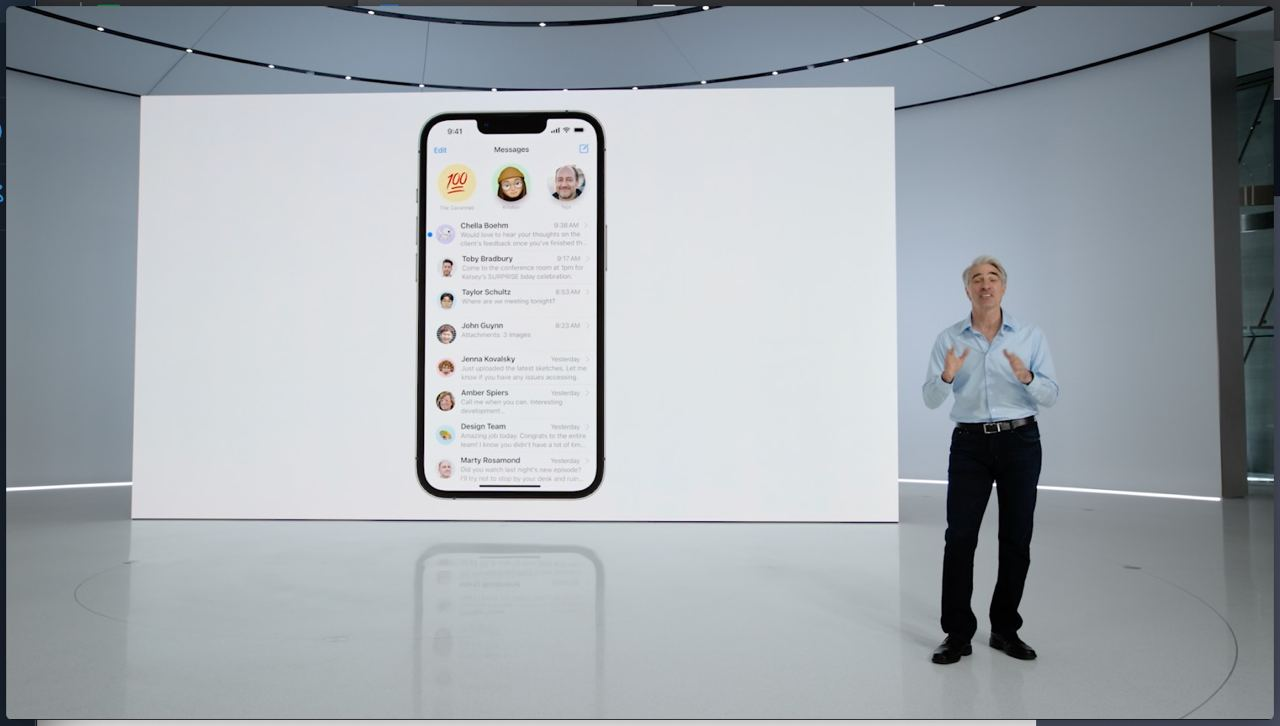 9:41
Edit
Messages
100
Chella Boehm
9:38 AM
Would love to hear your thoughts on the
client's feedback once you've finished th...
Toby Bradbury
9:17 AM
Come to the conference room at 1pm for
Kelsey's SURPRISE bday celebration.
Taylor Schultz
8:53 AM
Where are we meeting tonight?
John Guynn
8:23 AM
Attachments: 3 Images
Jenna Kovalsky
Yesterday
Just uploaded the latest sketches. Let me
know if you have any issues accessing.
Amber Spiers
Yesterday
Call me when you can. Interesting
development...
Design Team
Yesterday
Amazing job today. Congrats to the entire
team! I know you didn't have a lot of tim...
Marty Rosamond
Yesterday
Did you watch last night's new episode?
I'll try not to stop by your desk and ruin...